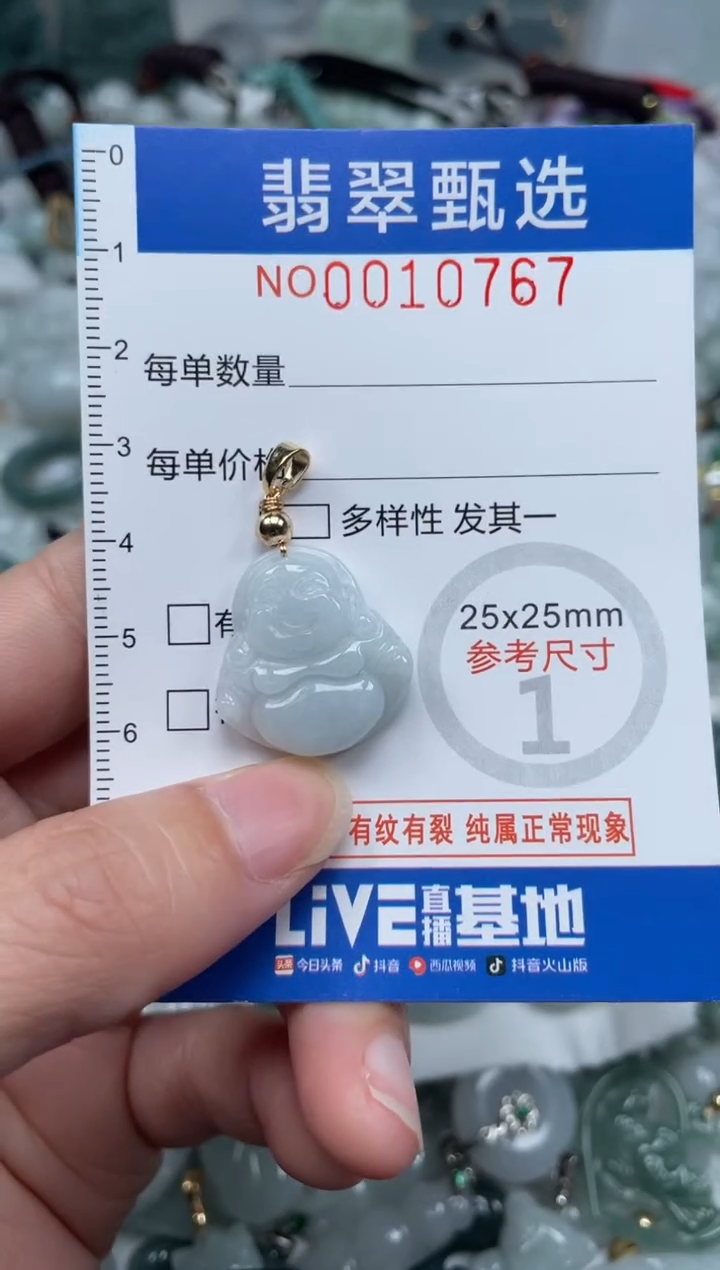 翡翠甄选
NO0010767
0
1
2
3
4
5
6
每单数量
每单价
多样性 发其一
25x25mm
参考尺寸
1
有纹有裂 纯属正常现象
LiVE直播基地
头条 今日头条 抖音 西瓜视频 抖音火山版